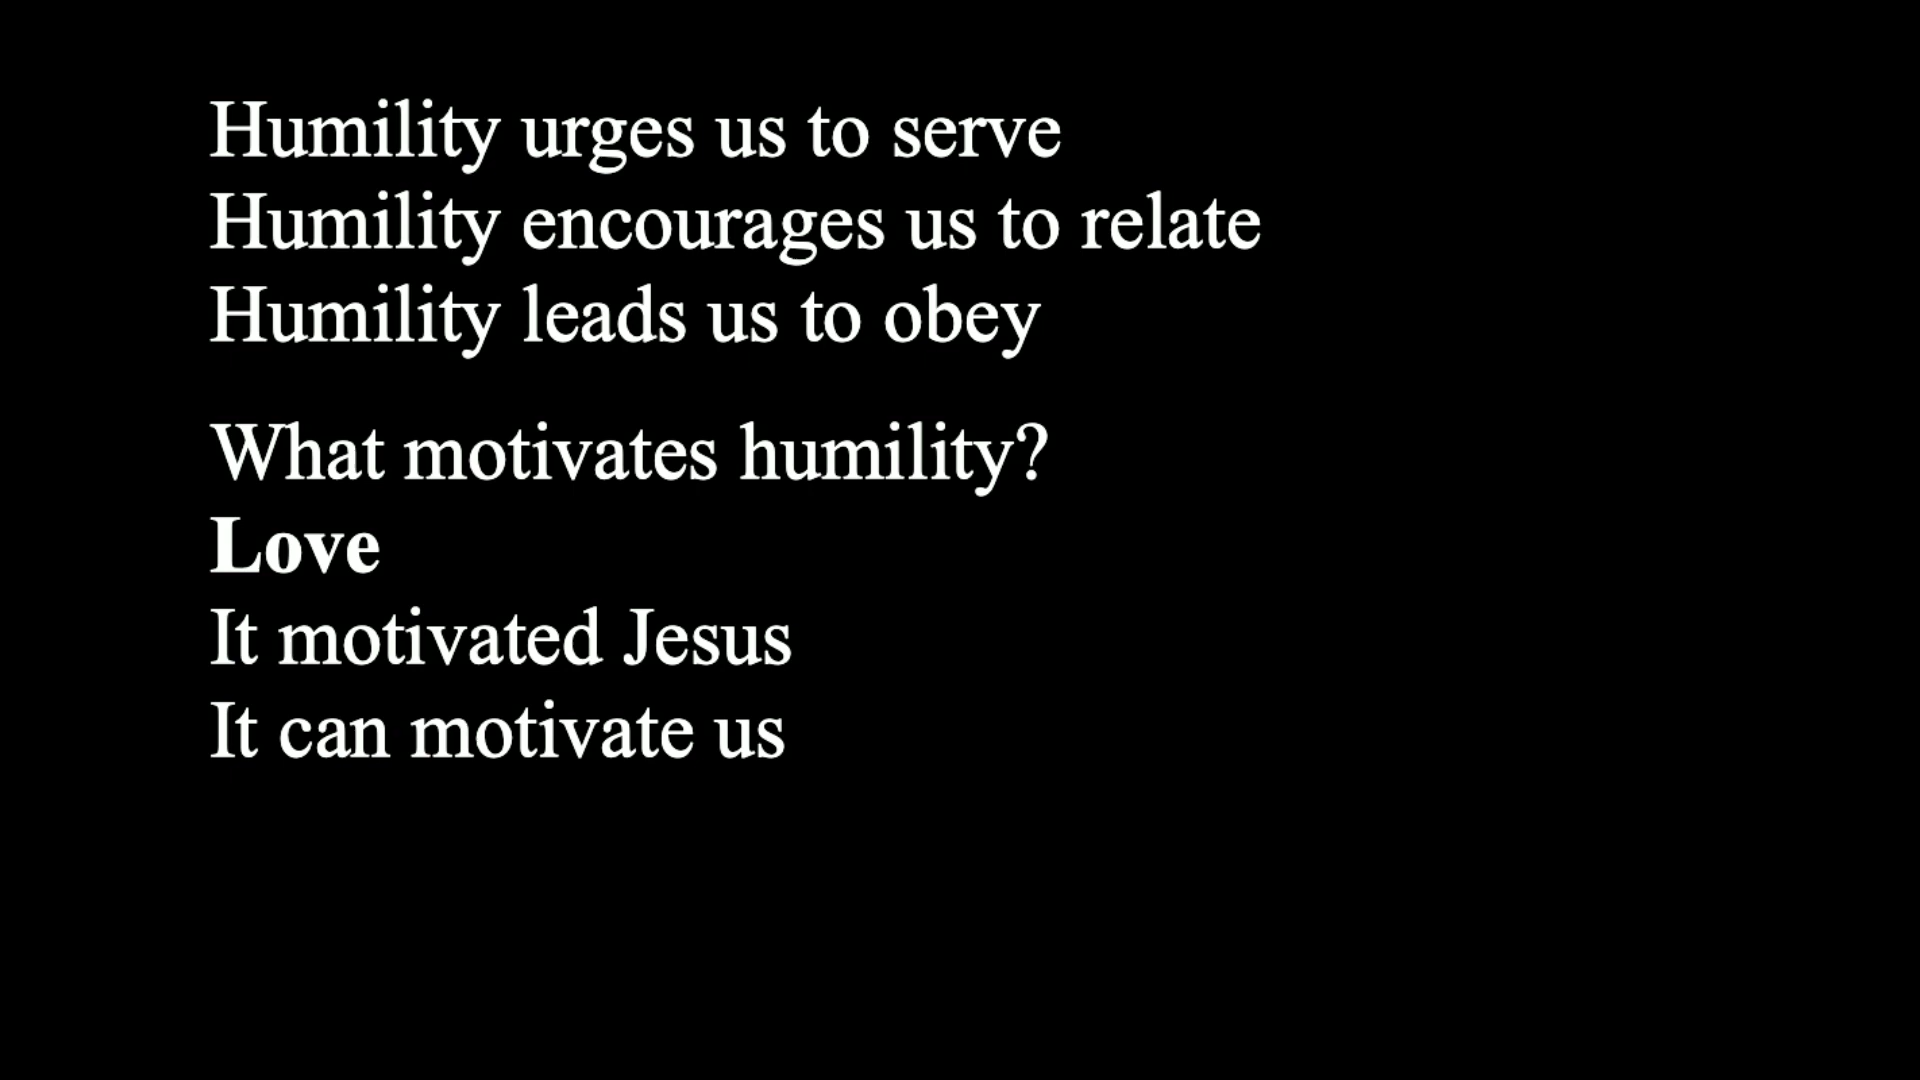 Humility urges us to serve
Humility encourages us to relate
Humility leads us to obey
What motivates humility?
Love
It motivated Jesus
It can motivate us